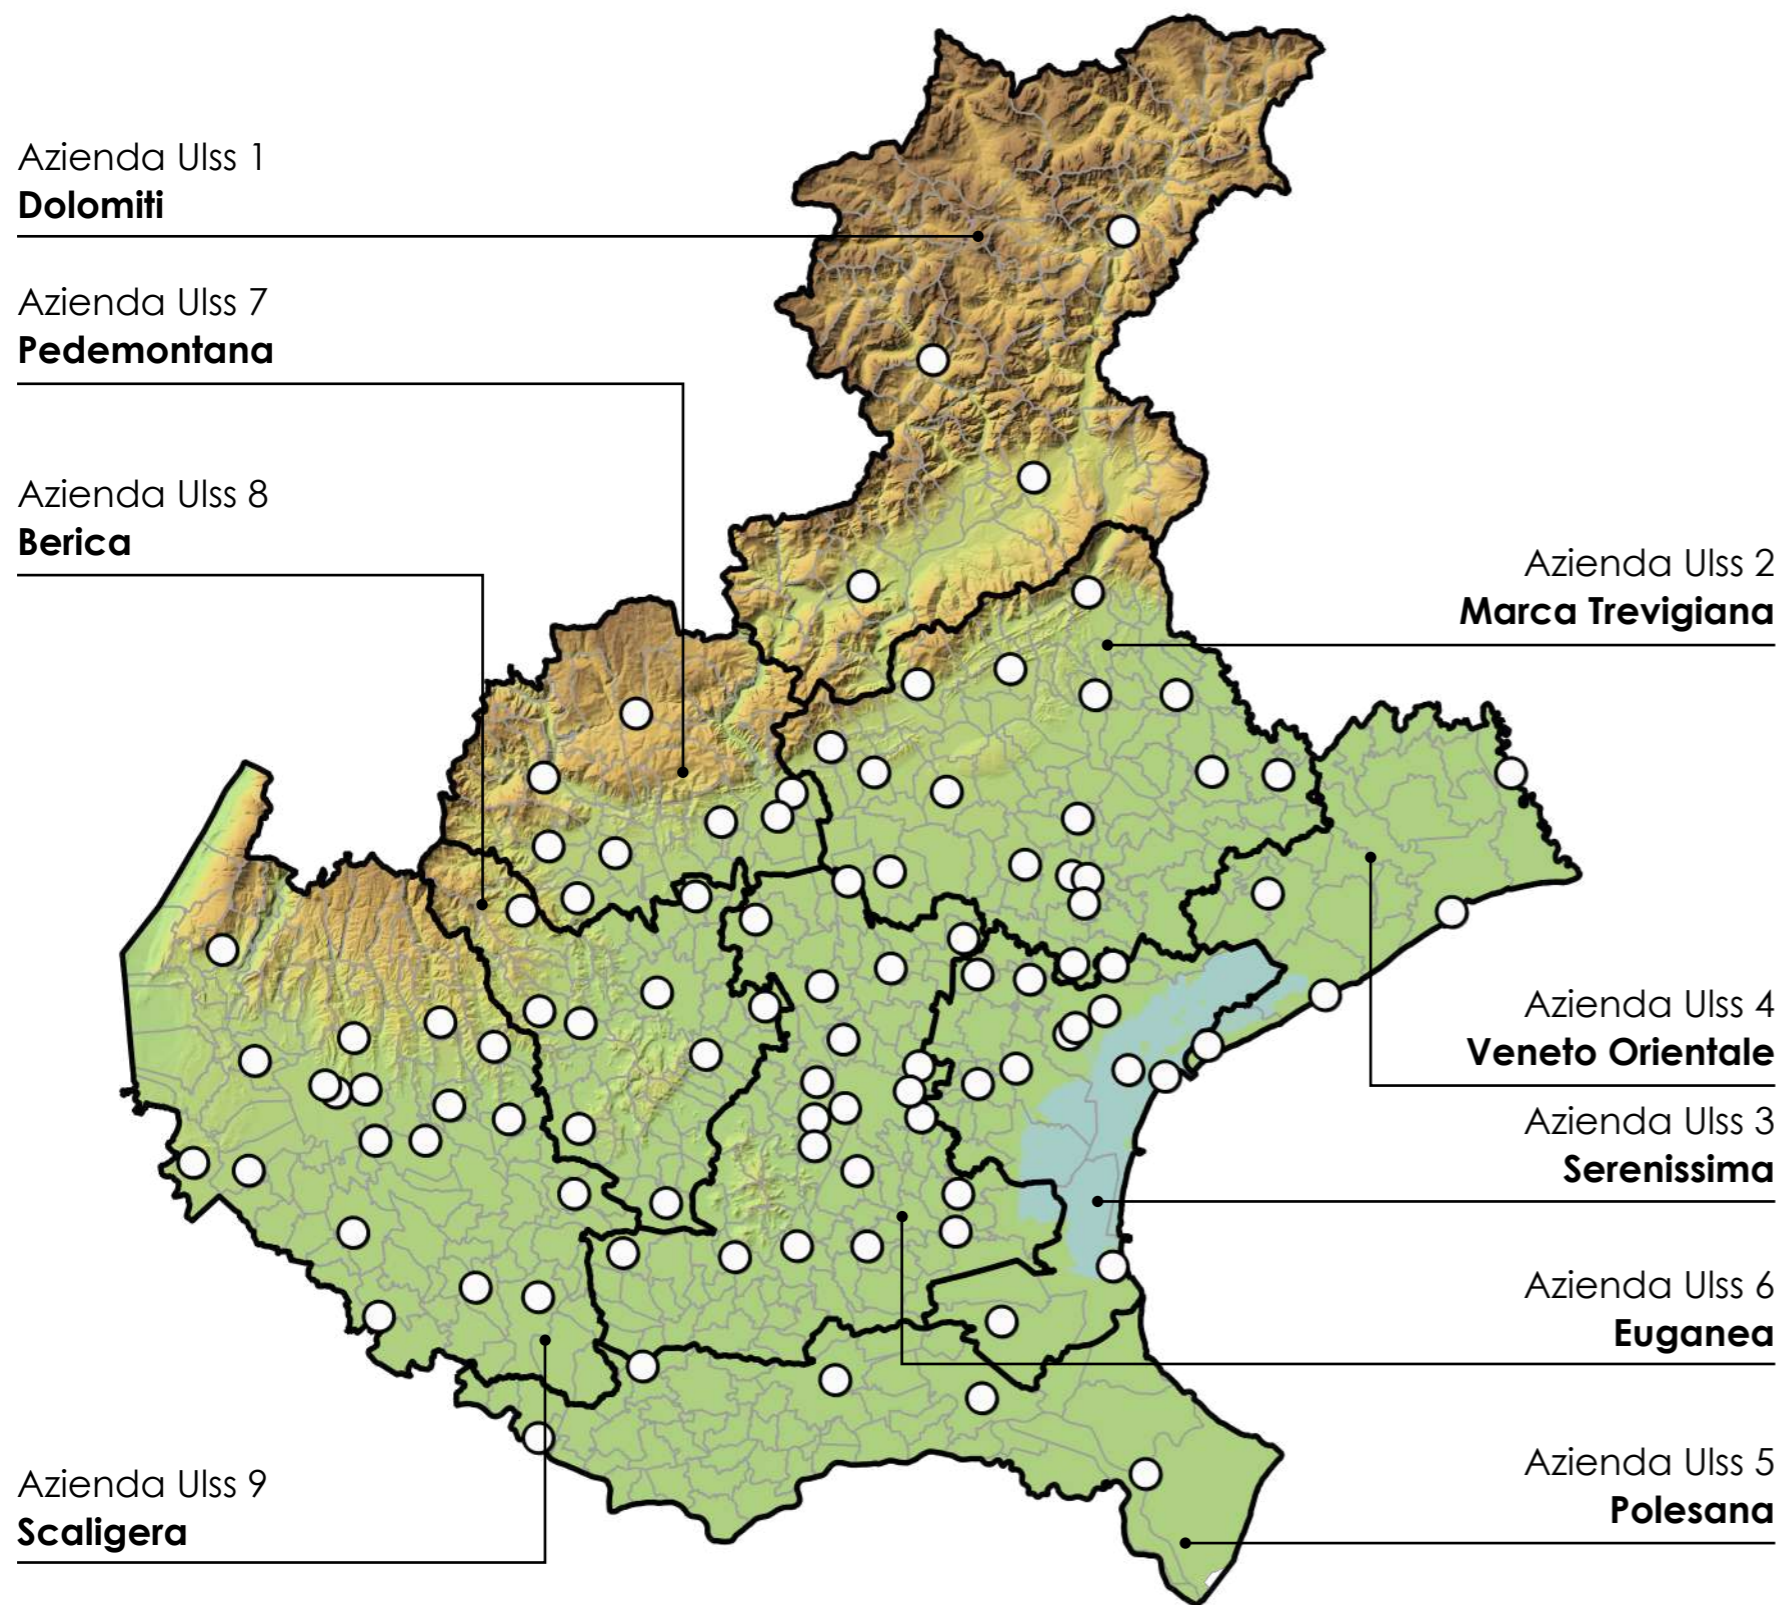 Azienda Ulss 1
Dolomiti
Azienda Ulss 7
Pedemontana
Azienda Ulss 8
Berica
Azienda Ulss 2
Marca Trevigiana
Azienda Ulss 4
Veneto Orientale
Azienda Ulss 3
Serenissima
Azienda Ulss 6
Euganea
Azienda Ulss 5
Polesana
Azienda Ulss 9
Scaligera